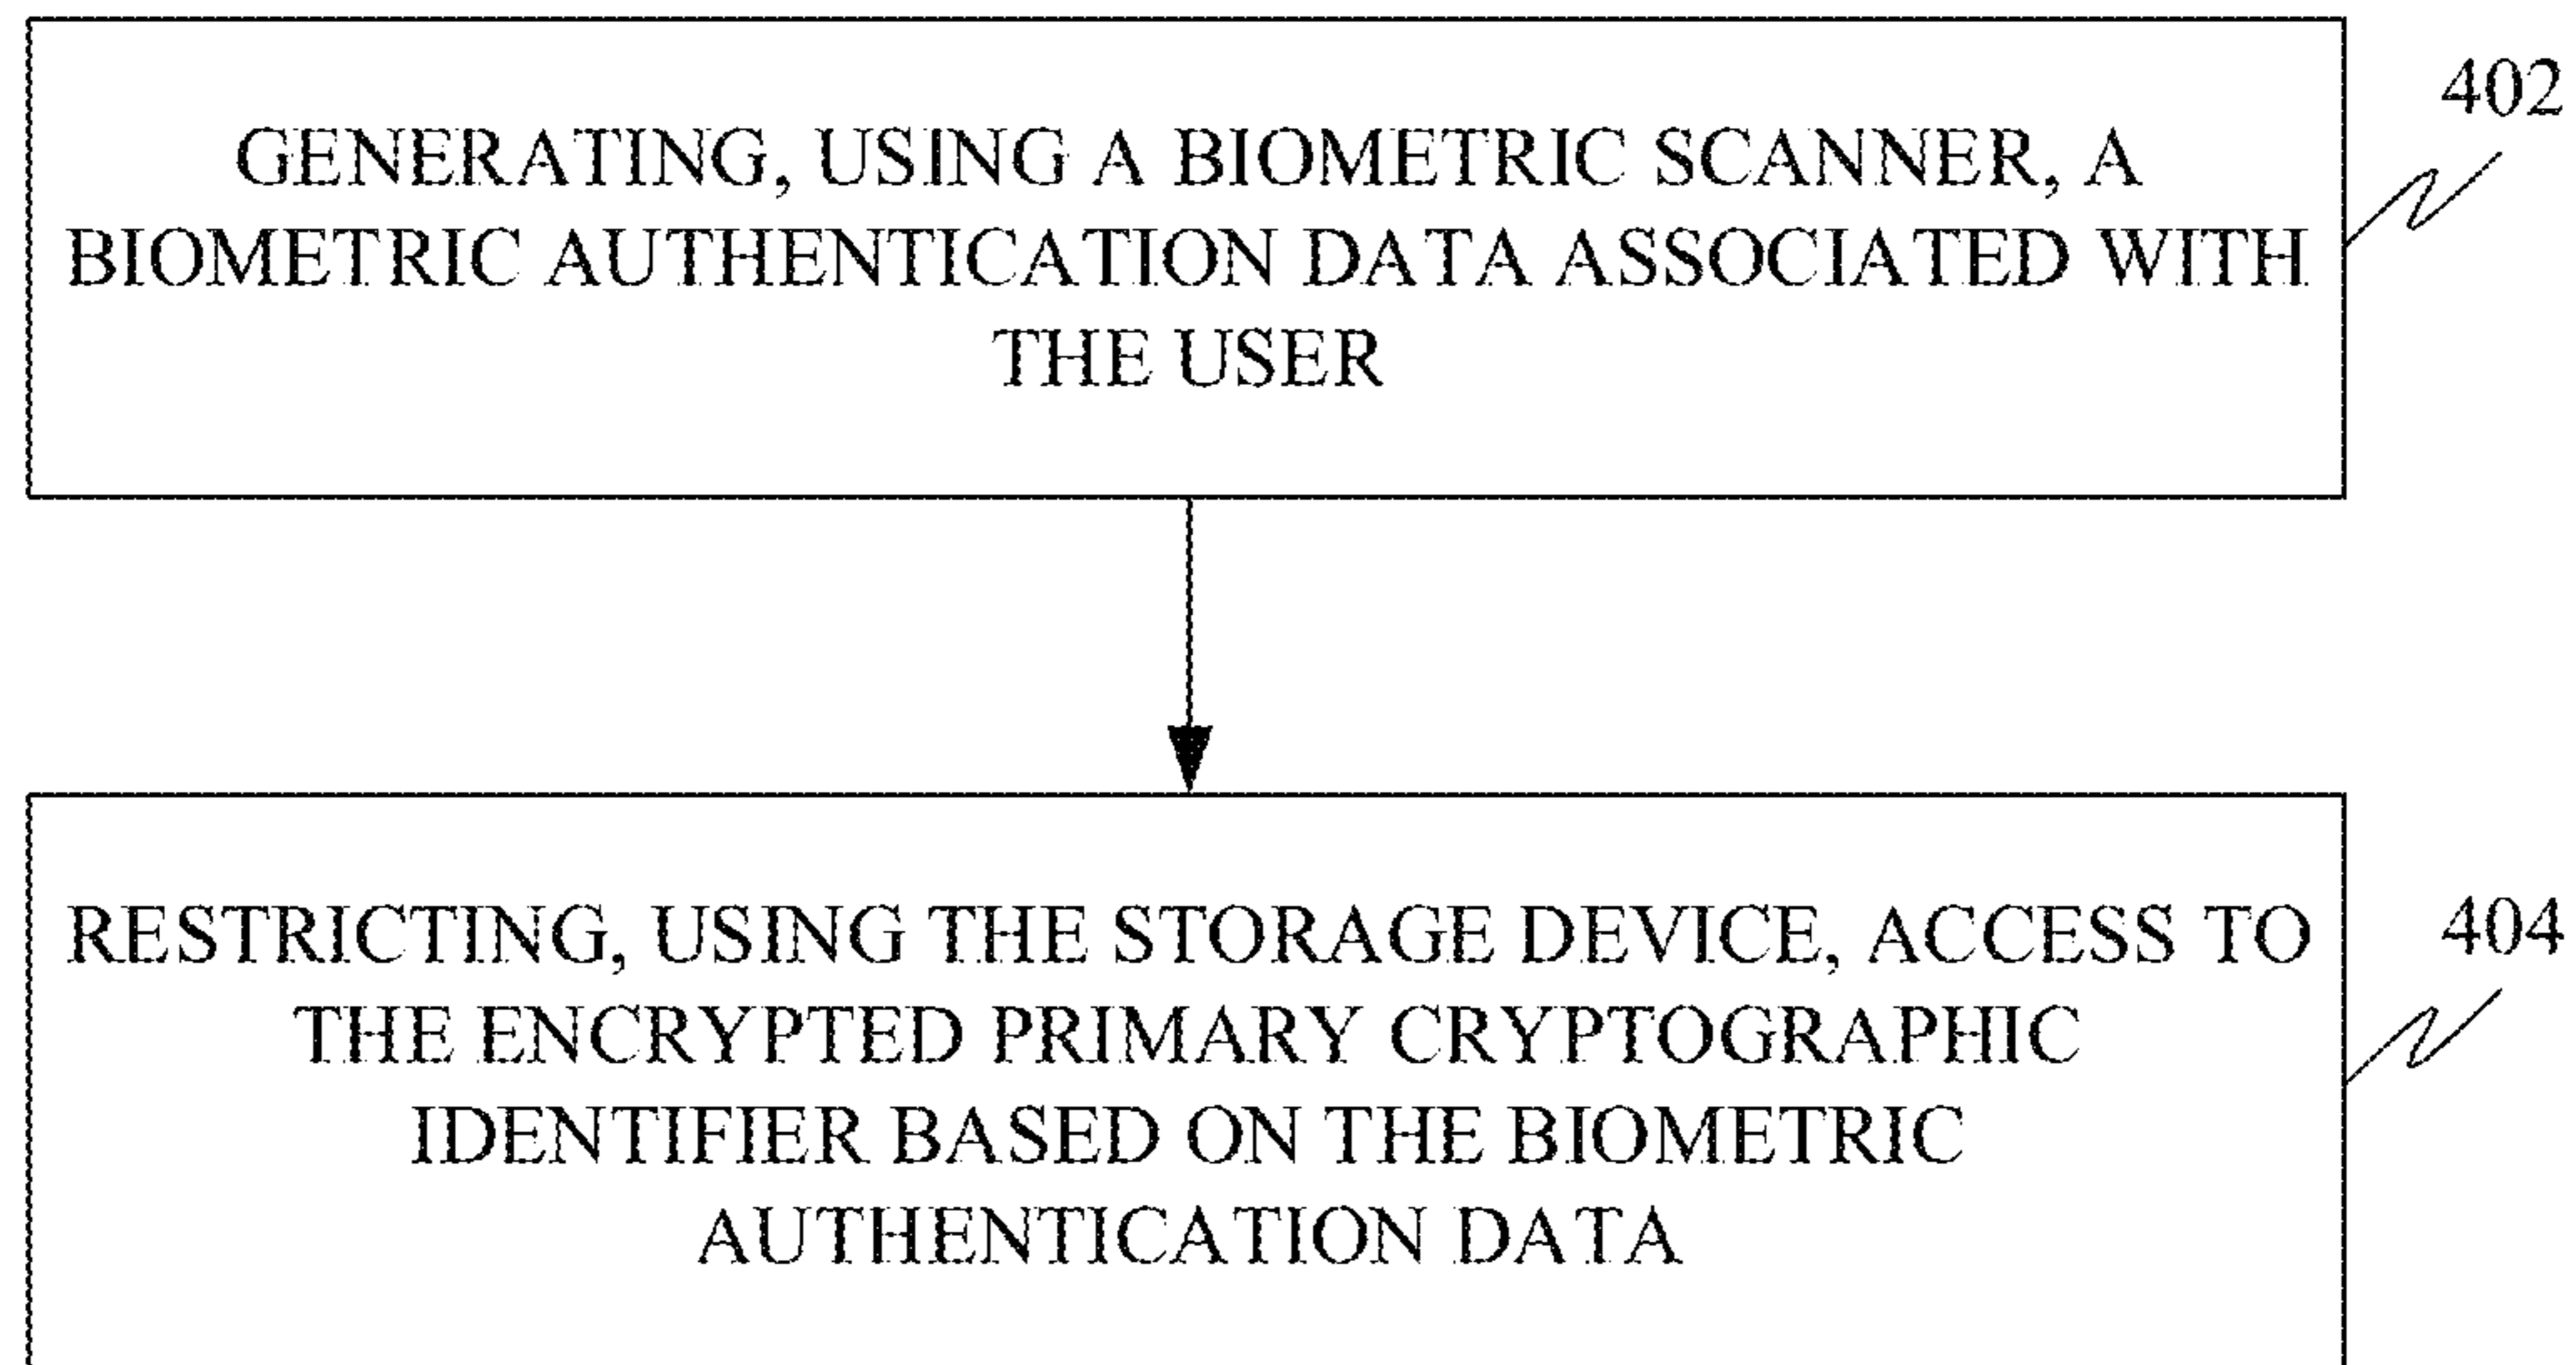 402
GENERATING, USING A BIOMETRIC SCANNER, A
BIOMETRIC AUTHENTICATION DATA ASSOCIATED WITH
THE USER
404
RESTRICTING, USING THE STORAGE DEVICE, ACCESS TO
THE ENCRYPTED PRIMARY CRYPTOGRAPHIC
IDENTIFIER BASED ON THE BIOMETRIC
AUTHENTICATION DATA